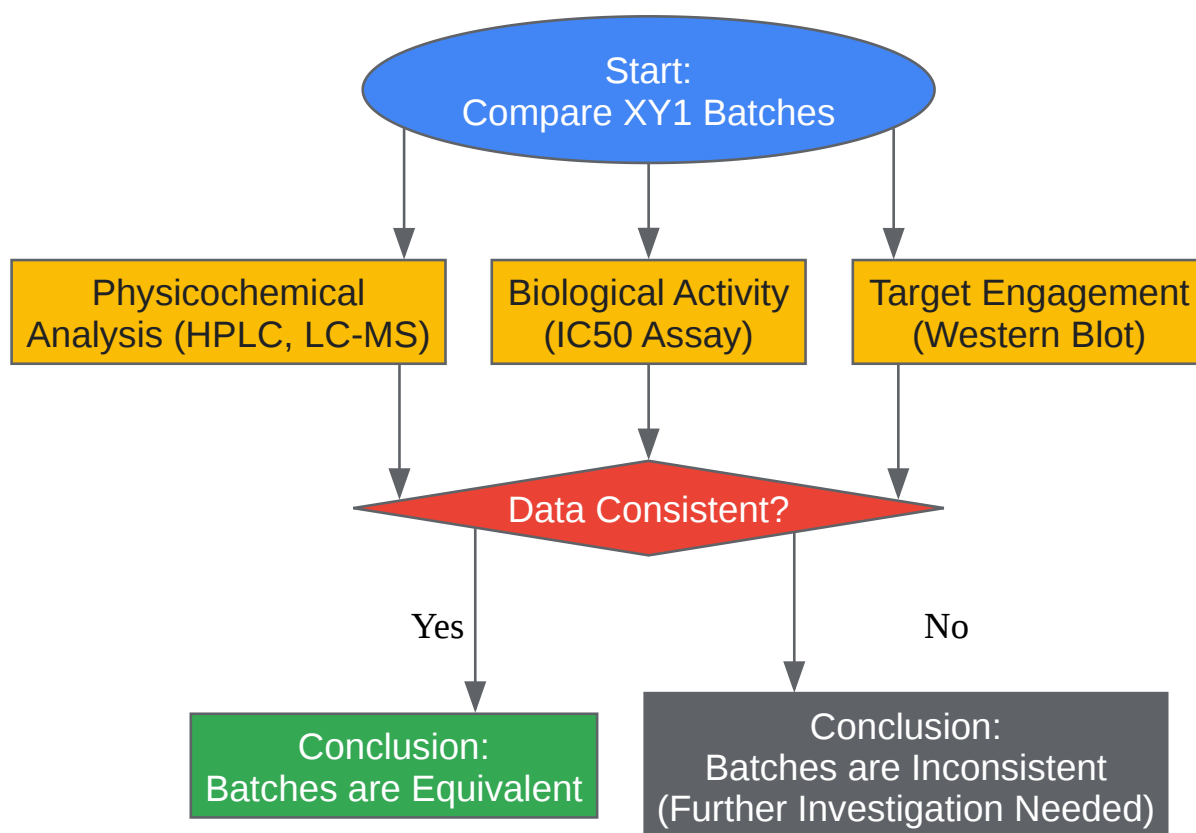 Start:
Compare XY1 Batches
Physicochemical
Analysis (HPLC, LC-MS)
Biological Activity
(IC50 Assay)
Target Engagement
(Western Blot)
Data Consistent?
Yes
No
Conclusion:
Batches are Equivalent
Conclusion:
Batches are Inconsistent
(Further Investigation Needed)